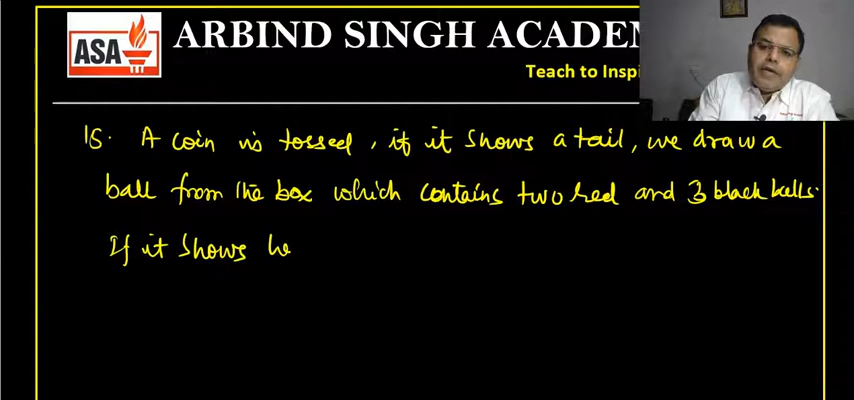 ASA
ARBIND SINGH ACADEM
Teach to Inspi
15. A coin is tossed, if it shows a tail, we draw a
ball from the box which contains two red and 3 black balls.
If it shows he